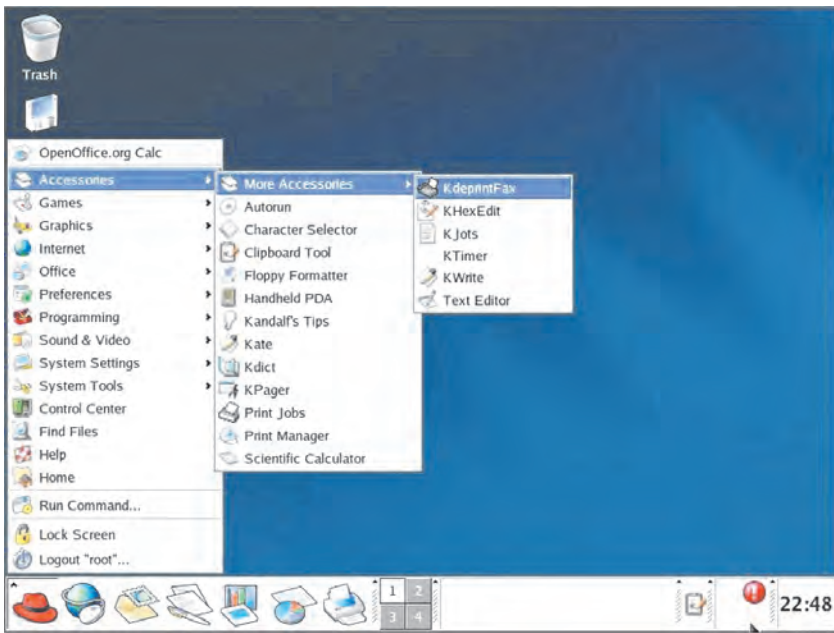 Trash
OpenOffice.org Calc
Accessories
Games
Graphics
Internet
Office
Preferences
Programming
Sound & Video
System Settings
System Tools
Control Center
Find Files
Help
Home
Run Command...
Lock Screen
Logout "root"...
More Accessories
Autorun
Character Selector
Clipboard Tool
Floppy Formatter
Handheld PDA
Kandalf's Tips
Kate
Kdict
KPager
Print Jobs
Print Manager
Scientific Calculator
KdeprintFax
KHexEdit
KJots
KTimer
KWrite
Text Editor
1 2
3 4
22:48